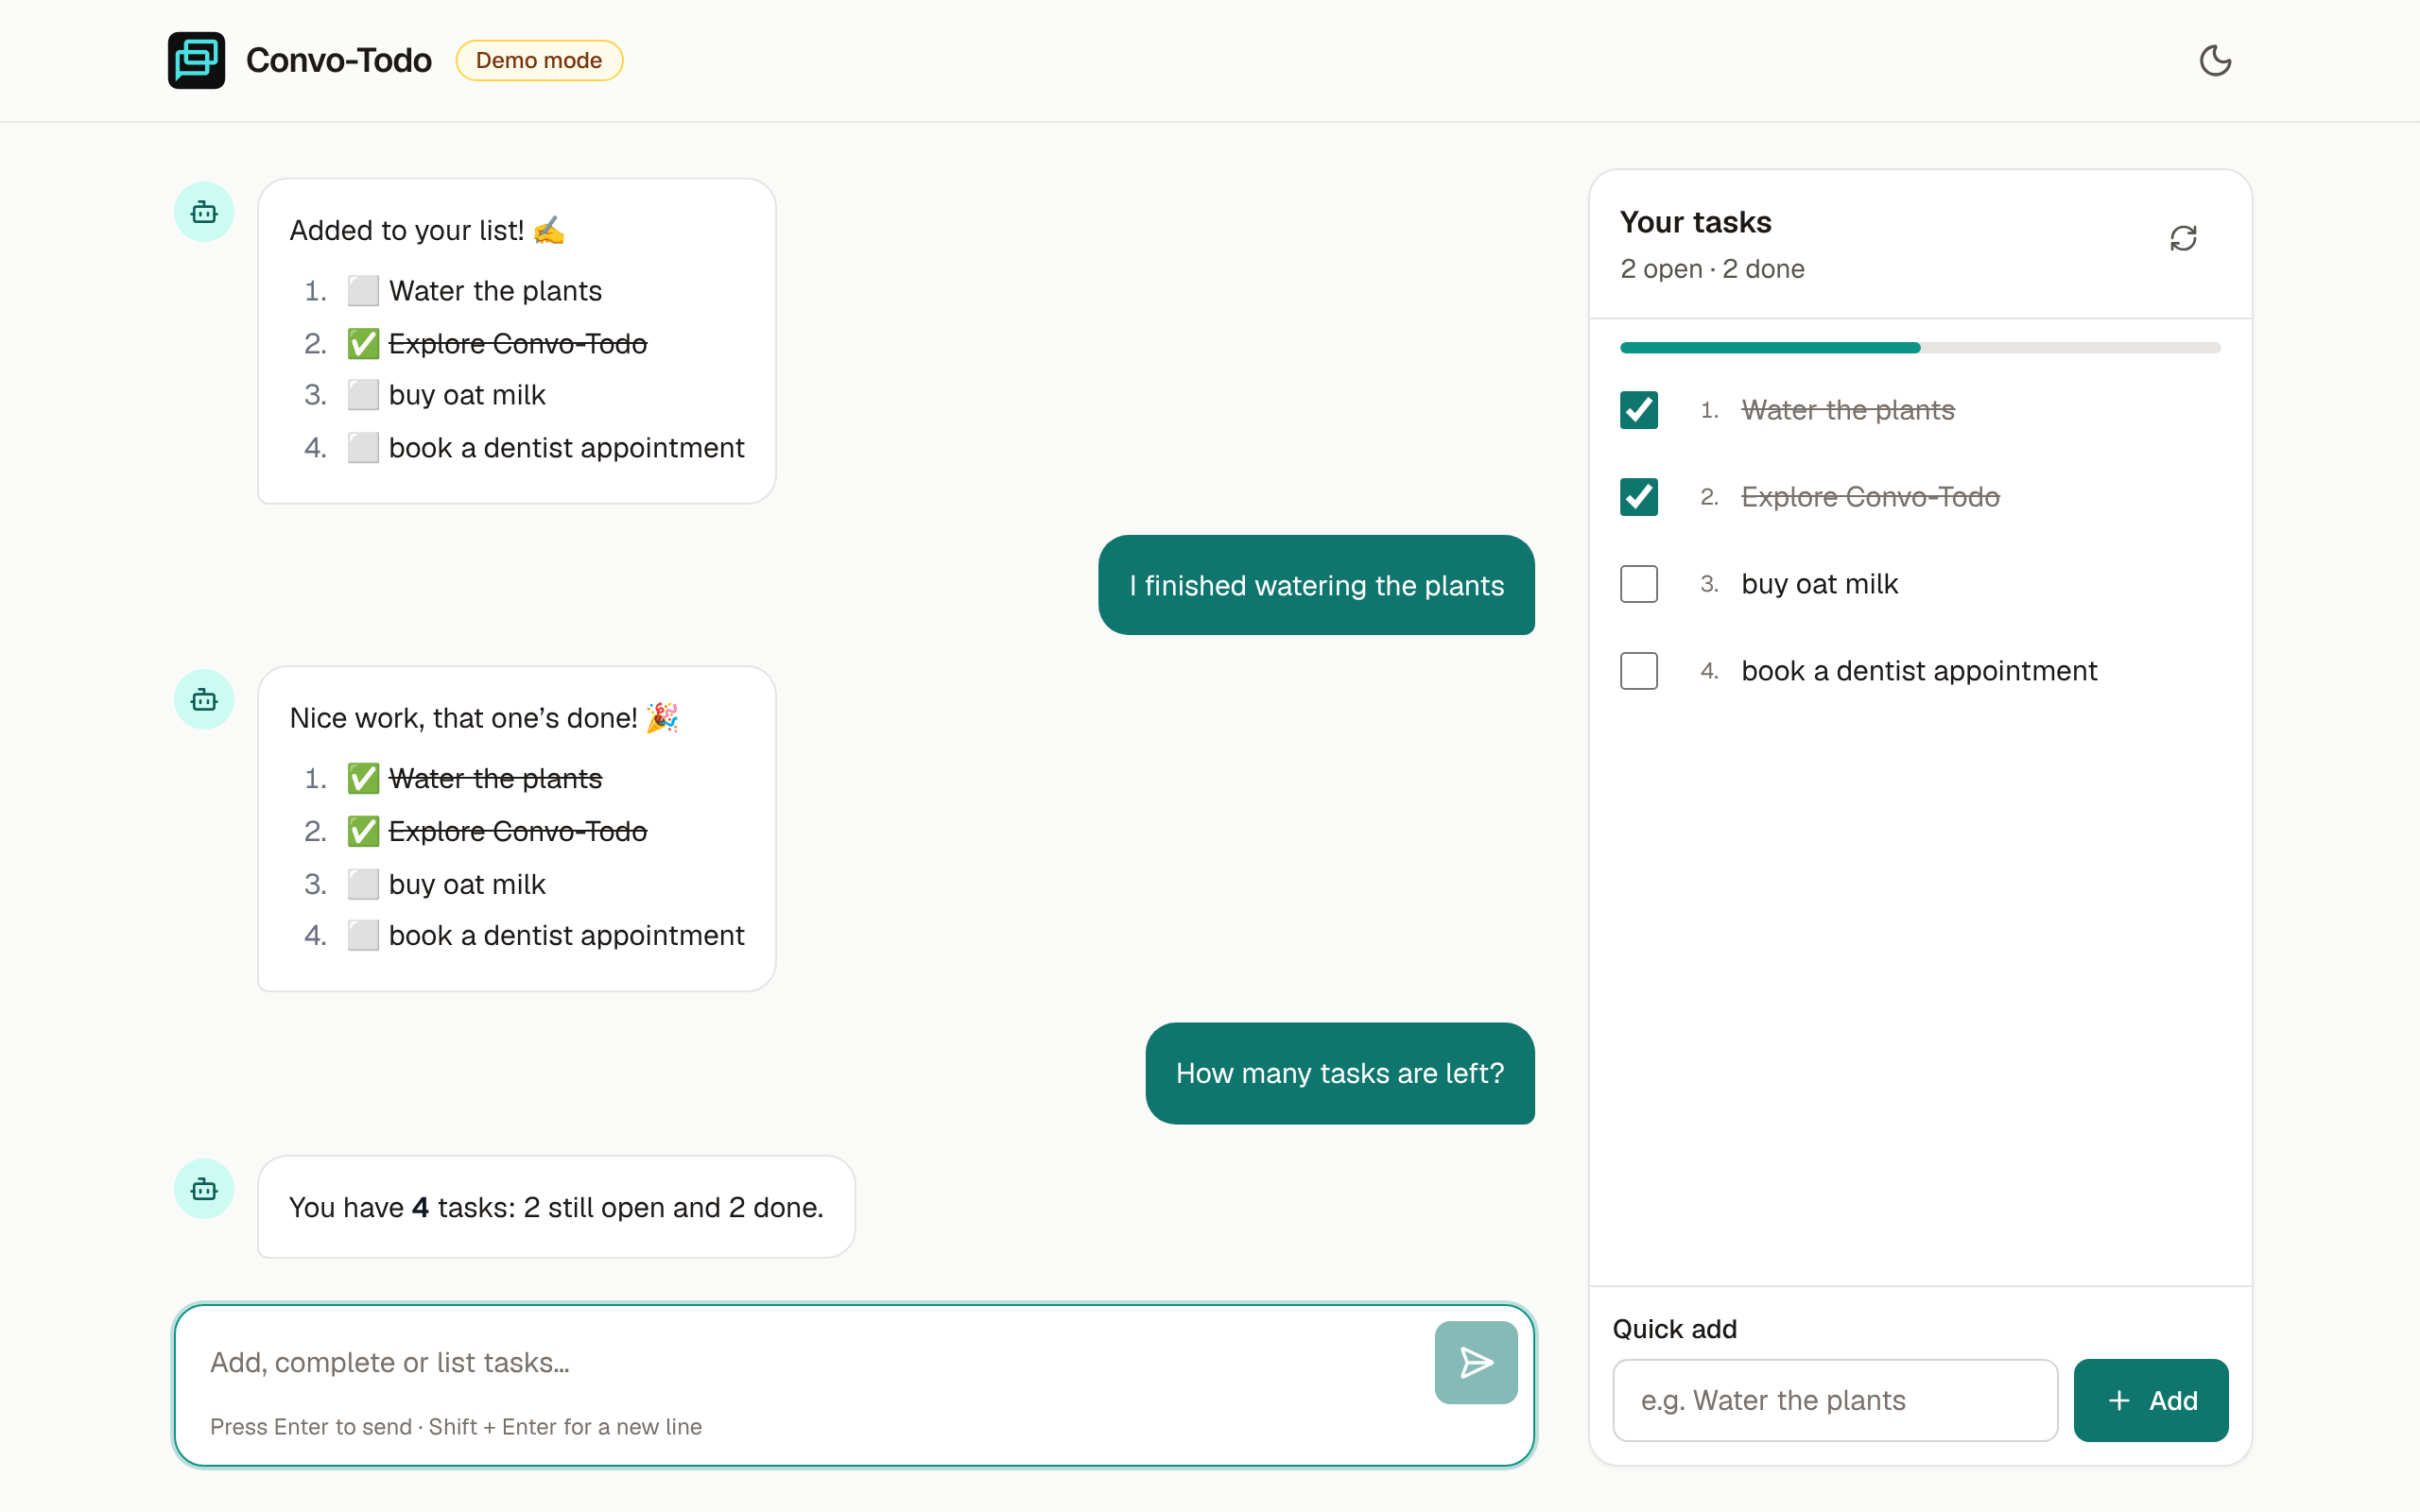 Convo-Todo
Demo mode
Added to your list! ✍️
1. ⬜ Water the plants
2. ✅ Explore Convo-Todo
3. ⬜ buy oat milk
4. ⬜ book a dentist appointment
I finished watering the plants
Nice work, that one’s done! 🎉
1. ✅ Water the plants
2. ✅ Explore Convo-Todo
3. ⬜ buy oat milk
4. ⬜ book a dentist appointment
How many tasks are left?
You have 4 tasks: 2 still open and 2 done.
Add, complete or list tasks…
Press Enter to send · Shift + Enter for a new line
Your tasks
2 open · 2 done
1. Water the plants
2. Explore Convo-Todo
3. buy oat milk
4. book a dentist appointment
Quick add
e.g. Water the plants
+ Add